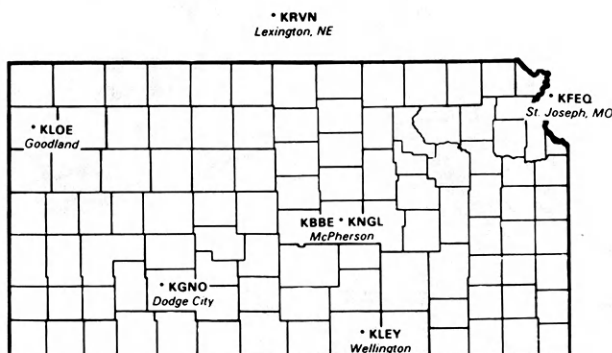 * KRVN
Lexington, NE
* KFEQ
St. Joseph, MO
* KLOE
Goodland
KBBE * KNGL
McPherson
* KGNO
Dodge City
* KLEY
Wellington